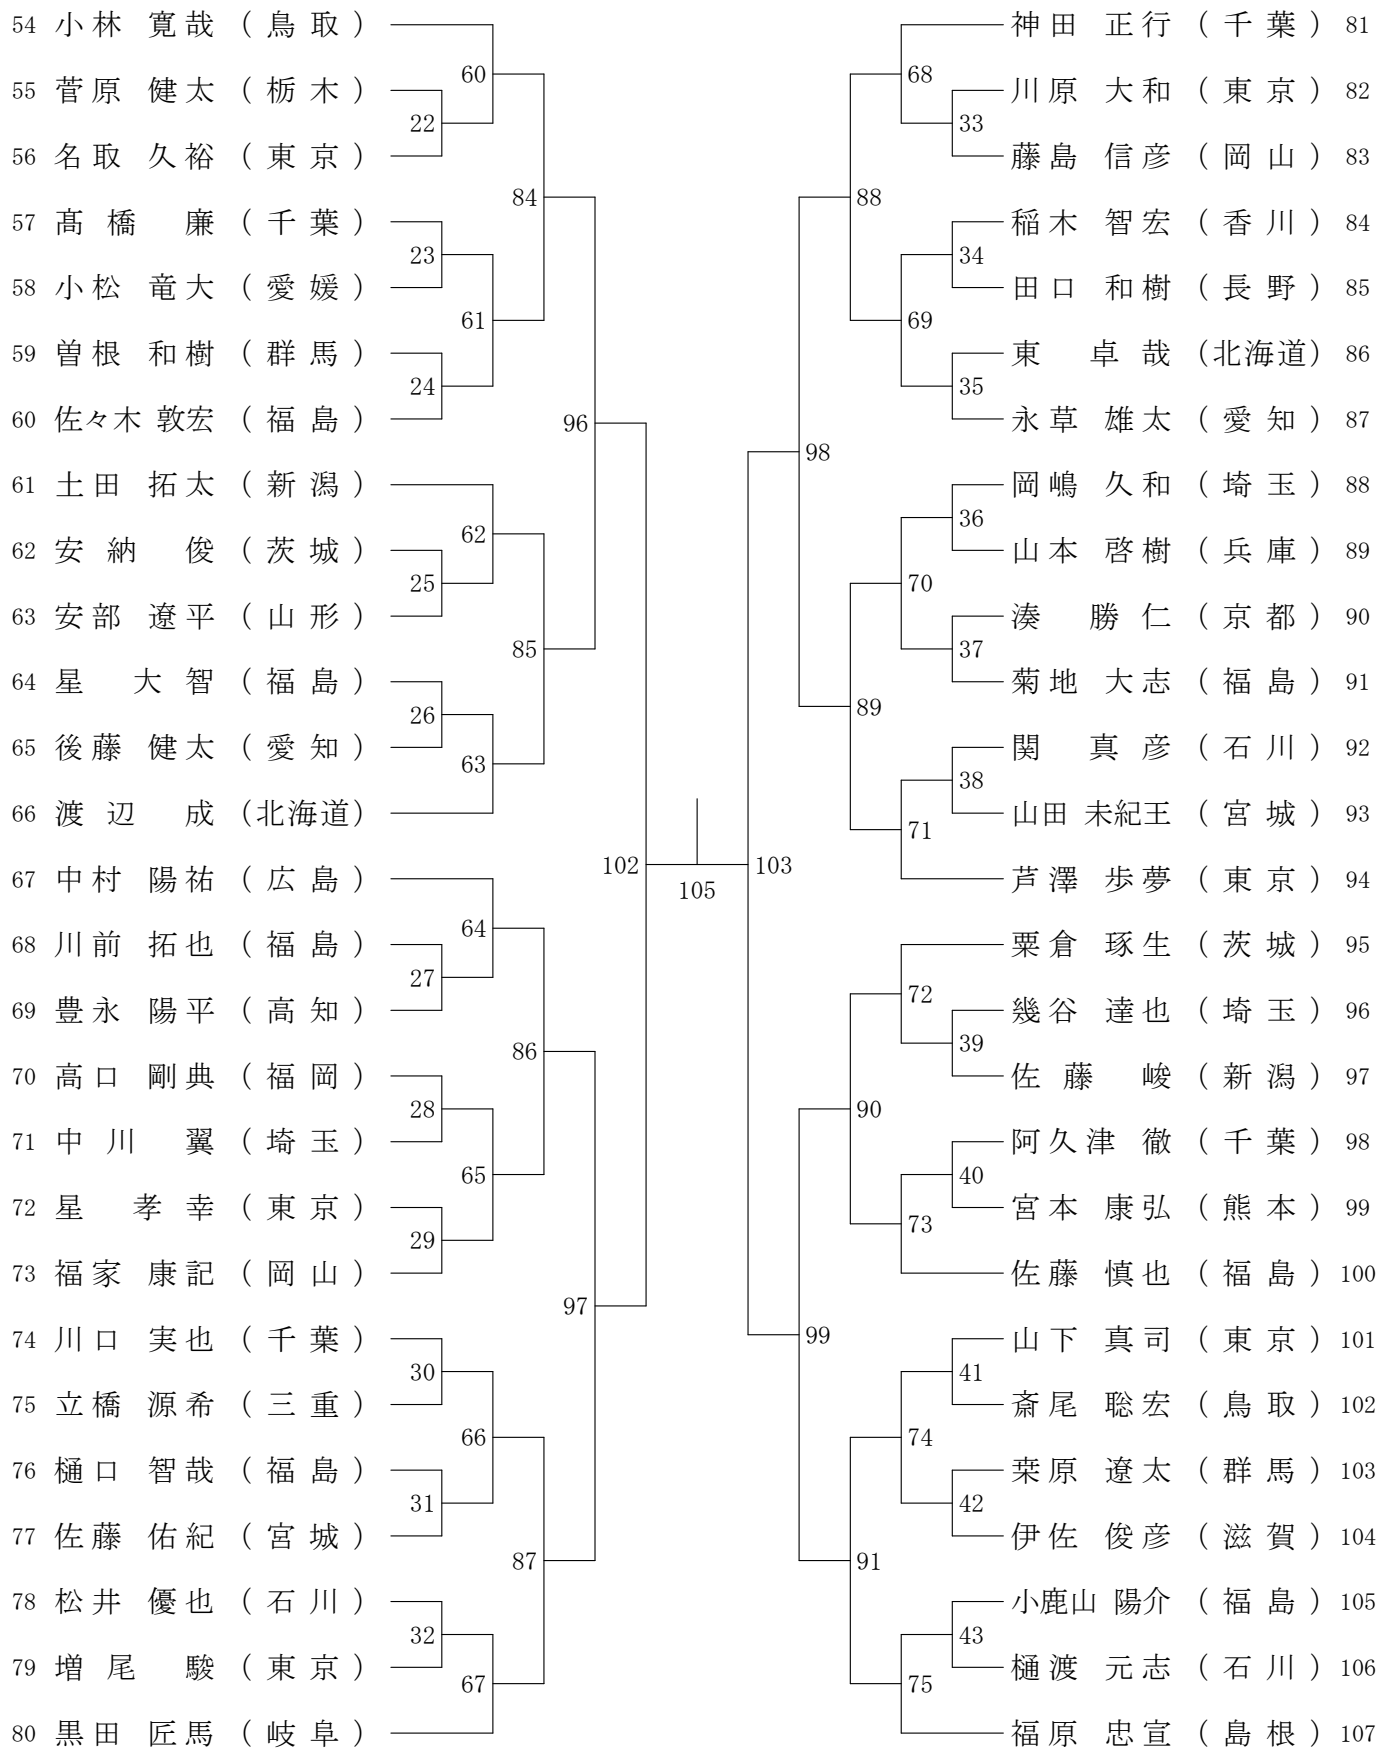 54 小林 寛哉 (鳥取)
60
55 菅原 健太 (栃木)
22
56 名取 久裕 (東京)
84
57 髙橋 廉 (千葉)
23
58 小松 竜大 (愛媛)
61
59 曽根 和樹 (群馬)
24
60 佐々木 敦宏 (福島)
96
61 土田 拓太 (新潟)
62
62 安納 俊 (茨城)
25
63 安部 遼平 (山形)
85
64 星 大智 (福島)
26
65 後藤 健太 (愛知)
63
66 渡辺 成 (北海道)
102
67 中村 陽祐 (広島)
64
68 川前 拓也 (福島)
27
69 豊永 陽平 (高知)
86
70 高口 剛典 (福岡)
28
71 中川 翼 (埼玉)
65
72 星 孝幸 (東京)
29
73 福家 康記 (岡山)
97
74 川口 実也 (千葉)
30
75 立橋 源希 (三重)
66
76 樋口 智哉 (福島)
31
77 佐藤 佑紀 (宮城)
87
78 松井 優也 (石川)
32
79 増尾 駿 (東京)
67
80 黒田 匠馬 (岐阜)
105
神田 正行 (千葉) 81
68
川原 大和 (東京) 82
33
藤島 信彦 (岡山) 83
88
稲木 智宏 (香川) 84
34
田口 和樹 (長野) 85
69
東 卓哉 (北海道) 86
35
永草 雄太 (愛知) 87
98
岡嶋 久和 (埼玉) 88
36
山本 啓樹 (兵庫) 89
70
湊 勝仁 (京都) 90
37
菊地 大志 (福島) 91
89
関 真彦 (石川) 92
38
山田 未紀王 (宮城) 93
71
103
芦澤 歩夢 (東京) 94
粟倉 琢生 (茨城) 95
72
幾谷 達也 (埼玉) 96
39
佐藤 峻 (新潟) 97
90
阿久津 徹 (千葉) 98
40
宮本 康弘 (熊本) 99
73
佐藤 慎也 (福島) 100
99
山下 真司 (東京) 101
41
斎尾 聡宏 (鳥取) 102
74
桒原 遼太 (群馬) 103
42
伊佐 俊彦 (滋賀) 104
91
小鹿山 陽介 (福島) 105
43
樋渡 元志 (石川) 106
75
福原 忠宣 (島根) 107